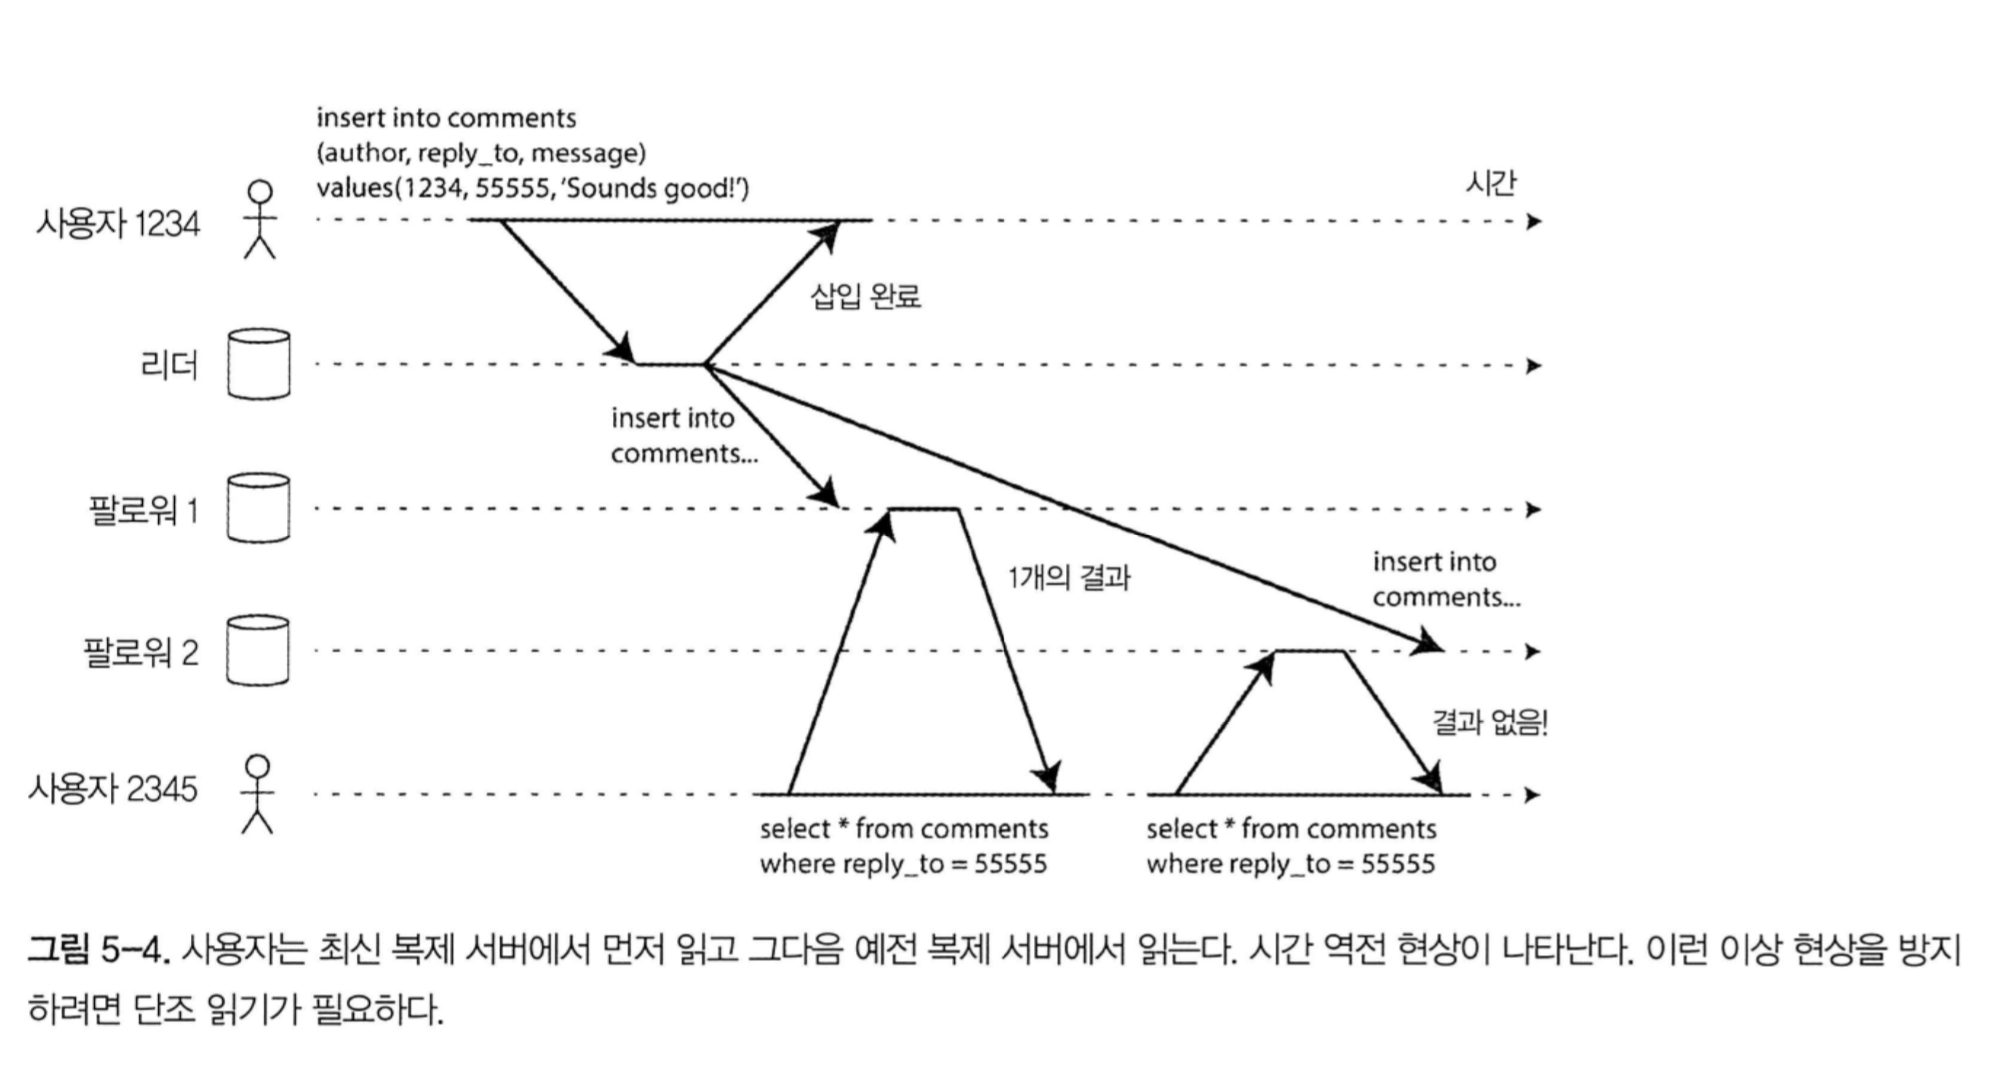 insert into comments
(author, reply_to, message)
values(1234, 55555, ‘Sounds good!’)
시간
사용자 1234
삽입 완료
리더
insert into
comments...
팔로워 1
1개의 결과
insert into
comments...
팔로워 2
결과 없음!
사용자 2345
select * from comments
where reply_to = 55555
select * from comments
where reply_to = 55555
그림 5-4. 사용자는 최신 복제 서버에서 먼저 읽고 그다음 예전 복제 서버에서 읽는다. 시간 역전 현상이 나타난다. 이런 이상 현상을 방지
하려면 단조 읽기가 필요하다.